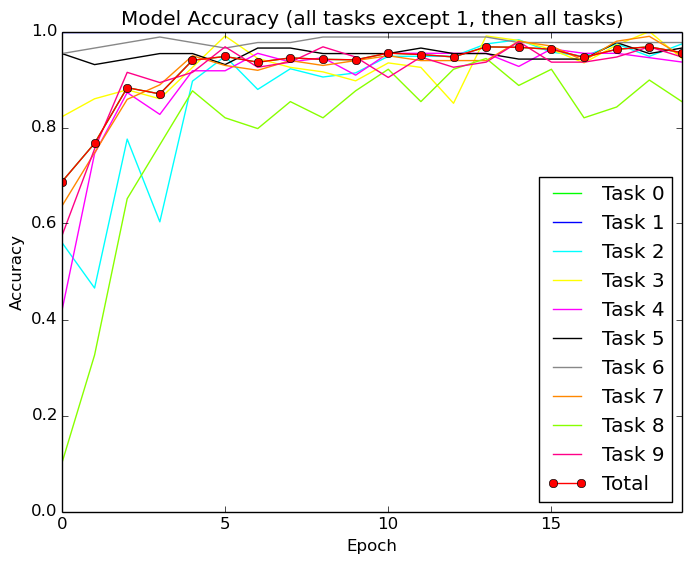 Model Accuracy (all tasks except 1, then all tasks)
1.0
0.8
0.6
0.4
0.2
0.0
Accuracy
0 5 10 15
Epoch
Task 0
Task 1
Task 2
Task 3
Task 4
Task 5
Task 6
Task 7
Task 8
Task 9
Total